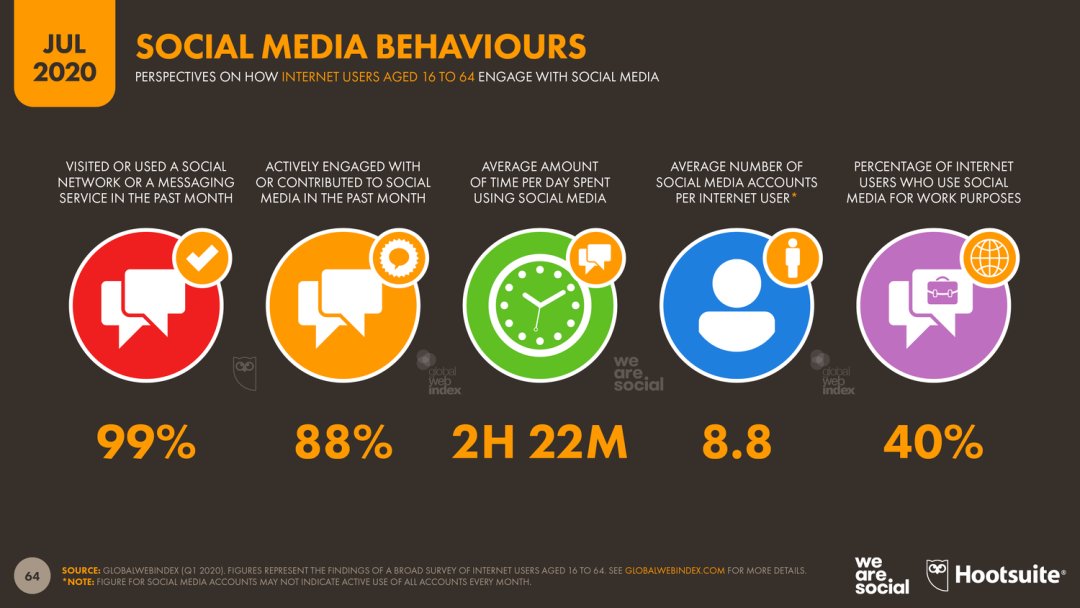 JUL
2020
SOCIAL MEDIA BEHAVIOURS
PERSPECTIVES ON HOW INTERNET USERS AGED 16 TO 64 ENGAGE WITH SOCIAL MEDIA
VISITED OR USED A SOCIAL
NETWORK OR A MESSAGING
SERVICE IN THE PAST MONTH
ACTIVELY ENGAGED WITH
OR CONTRIBUTED TO SOCIAL
MEDIA IN THE PAST MONTH
AVERAGE AMOUNT
OF TIME PER DAY SPENT
USING SOCIAL MEDIA
AVERAGE NUMBER OF
SOCIAL MEDIA ACCOUNTS
PER INTERNET USER*
PERCENTAGE OF INTERNET
USERS WHO USE SOCIAL
MEDIA FOR WORK PURPOSES
global
web
index
we
are
social
global
web
index
99%
88%
2H 22M
8.8
40%
64
SOURCE: GLOBALWEBINDEX (Q1 2020). FIGURES REPRESENT THE FINDINGS OF A BROAD SURVEY OF INTERNET USERS AGED 16 TO 64. SEE GLOBALWEBINDEX.COM FOR MORE DETAILS.
*NOTE: FIGURE FOR SOCIAL MEDIA ACCOUNTS MAY NOT INDICATE ACTIVE USE OF ALL ACCOUNTS EVERY MONTH.
we
are
social
Hootsuite®